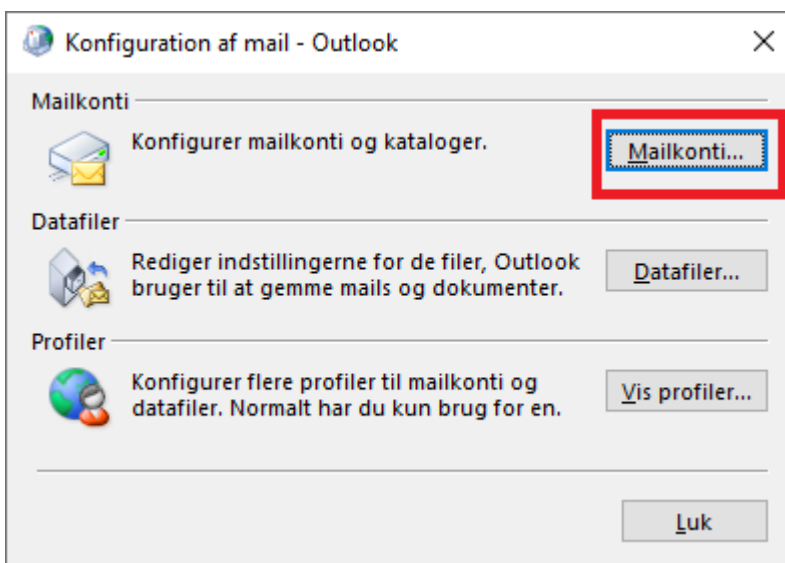 Konfiguration af mail - Outlook
Mailkonti
Konfigurer mailkonti og kataloger.
Mailkonti...
Datafiler
Rediger indstillingerne for de filer, Outlook
bruger til at gemme mails og dokumenter.
Datafiler...
Profiler
Konfigurer flere profiler til mailkonti og
datafiler. Normalt har du kun brug for en.
Vis profiler...
Luk